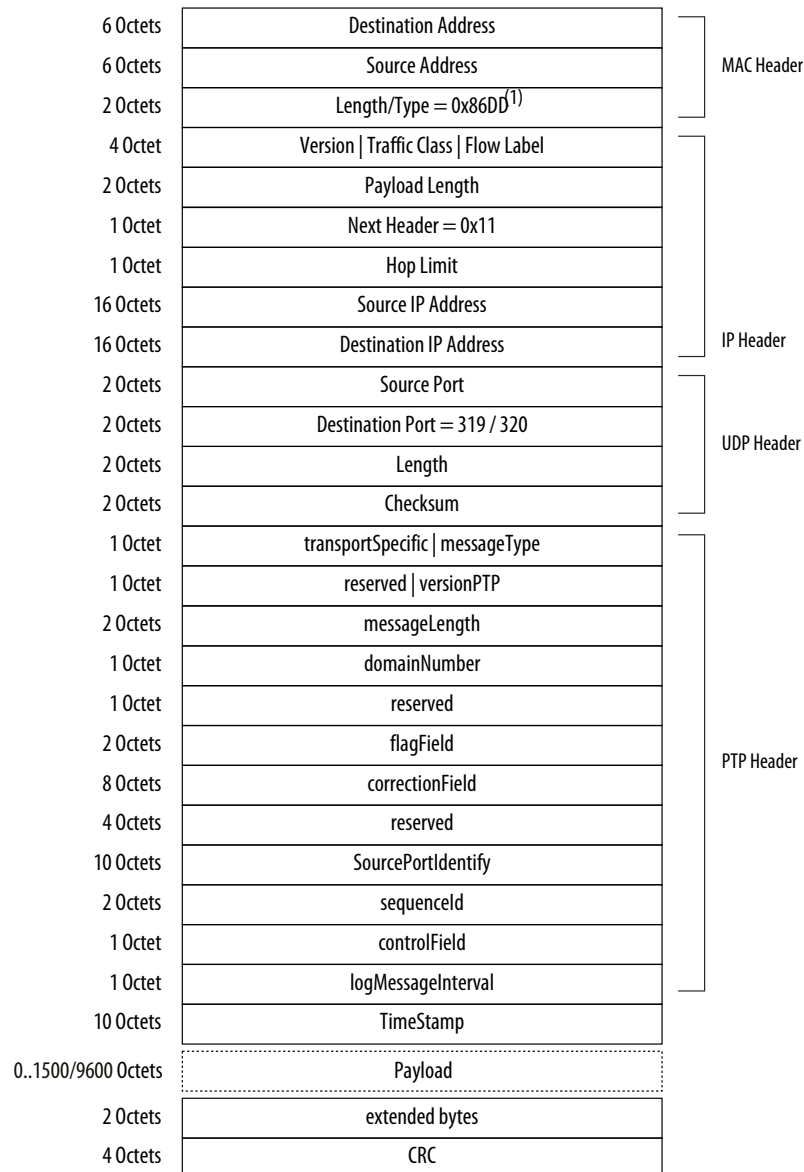 6 Octets Destination Address
6 Octets Source Address MAC Header
2 Octets Length/Type = 0x86DD(1)
4 Octet Version | Traffic Class | Flow Label
2 Octets Payload Length
1 Octet Next Header = 0x11
1 Octet Hop Limit
16 Octets Source IP Address
16 Octets Destination IP Address IP Header
2 Octets Source Port
2 Octets Destination Port = 319 / 320
UDP Header
2 Octets Length
2 Octets Checksum
1 Octet transportSpecific | messageType
1 Octet reserved | versionPTP
2 Octets messageLength
1 Octet domainNumber
1 Octet reserved
2 Octets flagField
PTP Header
8 Octets correctionField
4 Octets reserved
10 Octets SourcePortIdentify
2 Octets sequenceId
1 Octet controlField
1 Octet logMessageInterval
10 Octets TimeStamp
0..1500/9600 Octets Payload
2 Octets extended bytes
4 Octets CRC